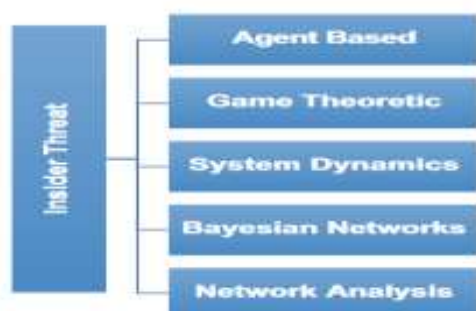 Insider Threat
Agent Based
Game Theoretic
System Dynamics
Bayesian Networks
Network Analysis